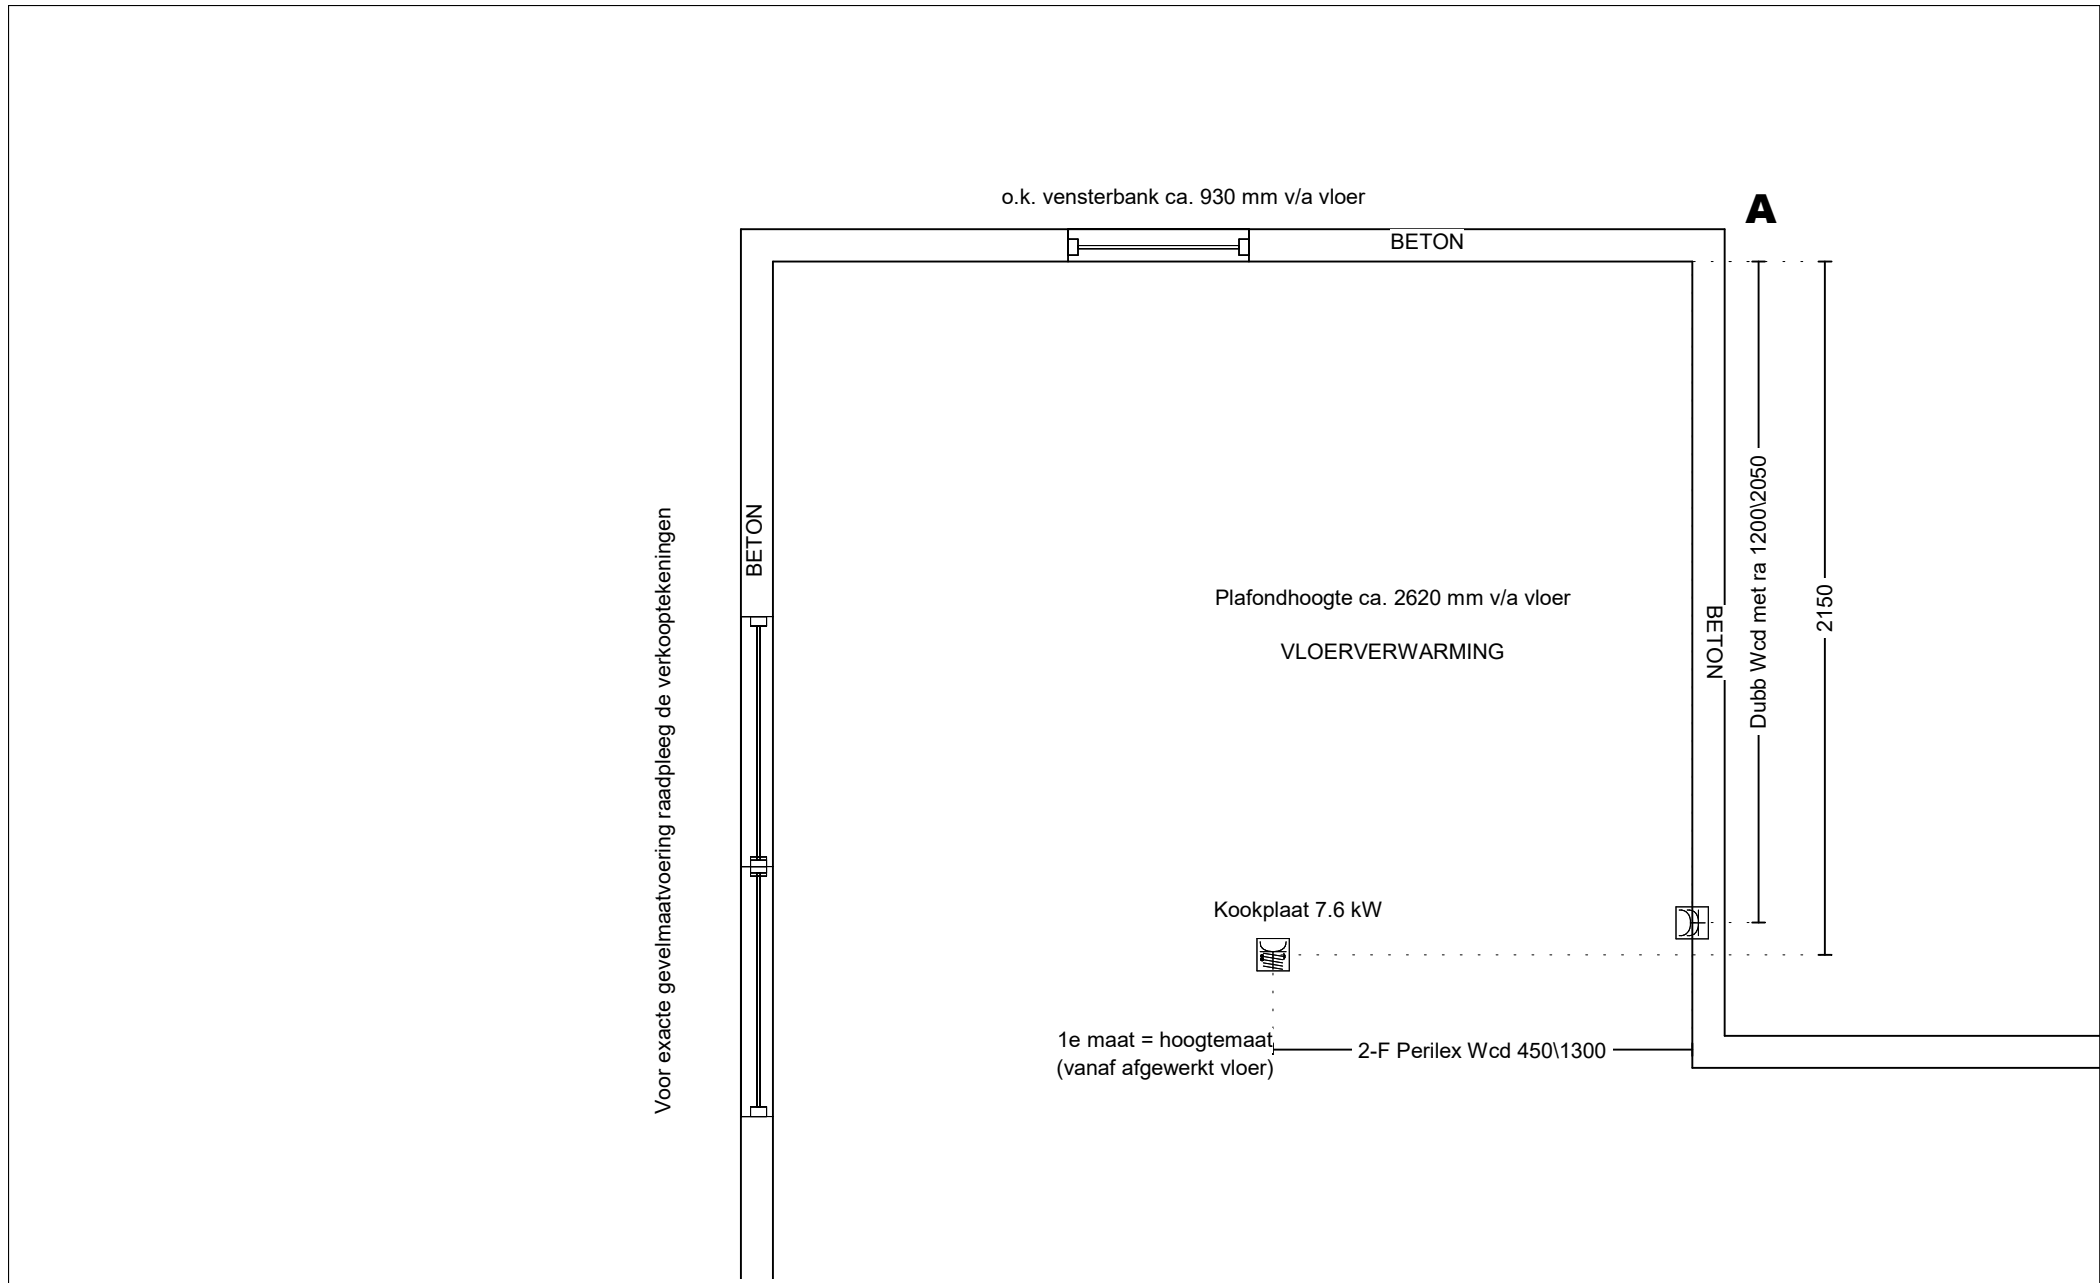 o.k. vensterbank ca. 930 mm v/a vloer
A
BETON
BETON
Voor exacte gevelmaatvoering raadpleeg de verkooptekeningen
Plafondhoogte ca. 2620 mm v/a vloer
VLOERVERWARMING
BETON
Dubb Wcd met ra 1200\2050
2150
Kookplaat 7.6 kW
1e maat = hoogtemaat
(vanaf afgewerkt vloer)
2-F Perilex Wcd 450\1300